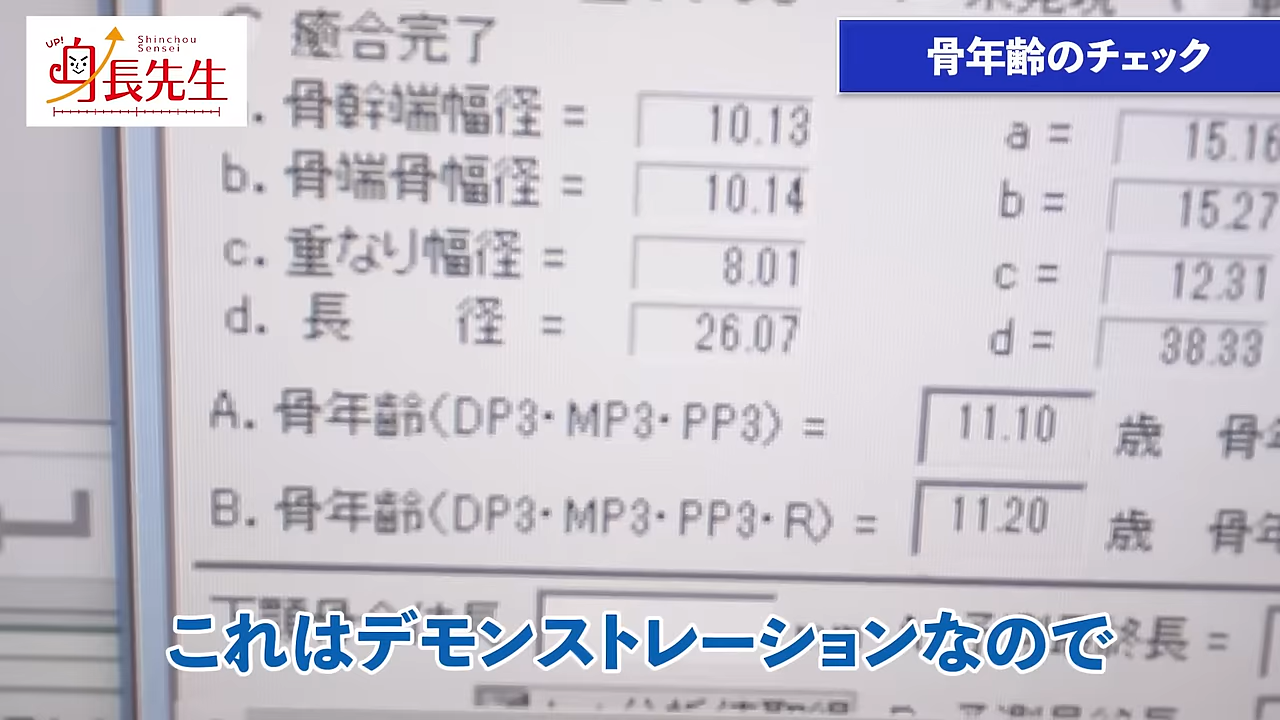 UP!
Shinchou
Sensei
身長先生
骨年齢のチェック
癒合完了
骨幹端幅径 = 10.13 a = 15.16
b. 骨端骨幅径 = 10.14 b = 15.27
c. 重なり幅径 = 8.01 c = 12.31
d. 長 径 = 26.07 d = 38.33
A. 骨年齢(DP3・MP3・PP3) = 11.10 歳 骨
B. 骨年齢(DP3・MP3・PP3・R) = 11.20 歳 骨
これはデモンストレーションなので